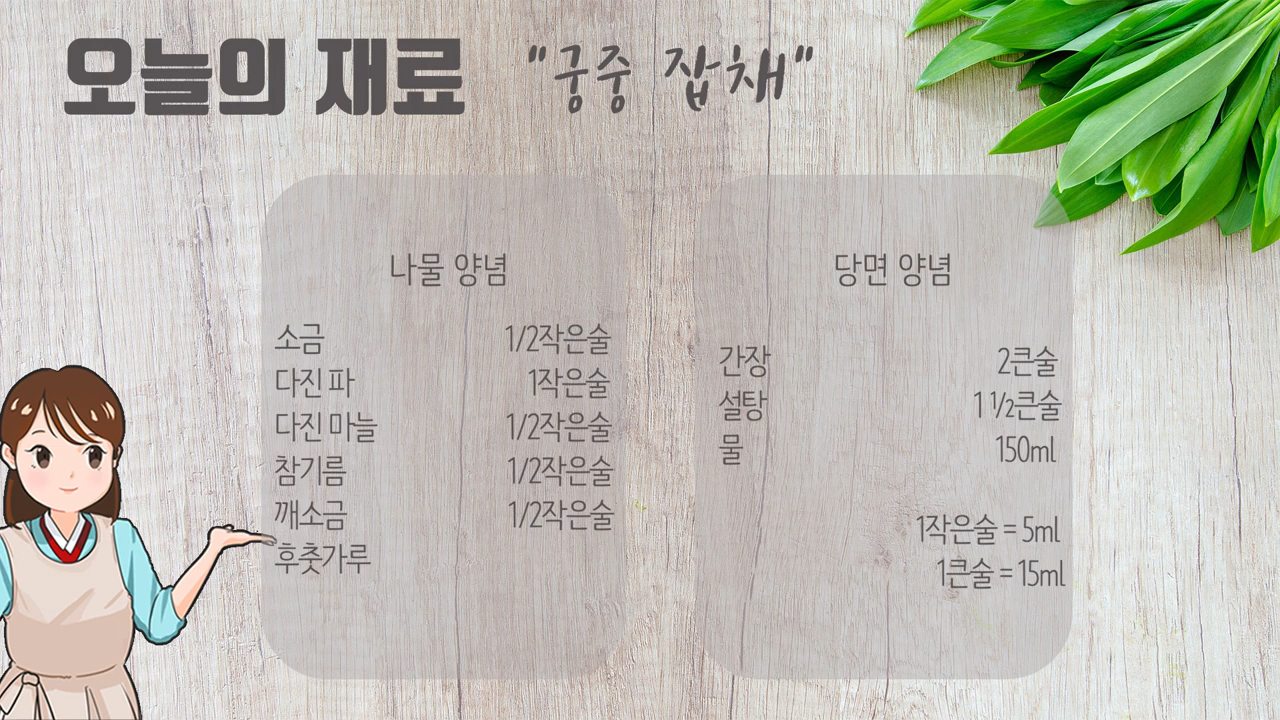 오늘의 재료 "궁중 잡채"
나물 양념
소금 1/2작은술
다진 파 1작은술
다진 마늘 1/2작은술
참기름 1/2작은술
깨소금 1/2작은술
후춧가루
당면 양념
간장 2큰술
설탕 1 ½큰술
물 150ml
1작은술 = 5ml
1큰술 = 15ml